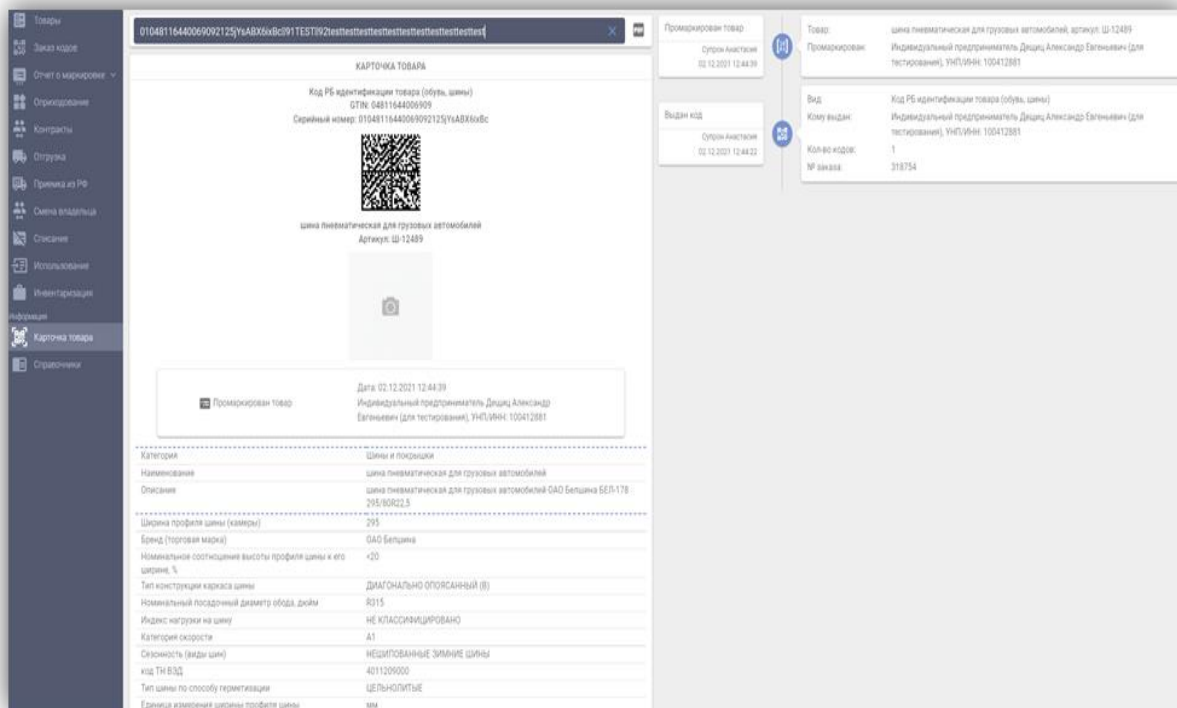 Товары
Заказ кодов
Отчет о маркировке
Оприходование
Контракты
Отгрузка
Приемка из РФ
Смена владельца
Списание
Использование
Инвентаризация
Информация
Карточка товара
Справочники
КАРТОЧКА ТОВАРА
Код РБ идентификации товара (обувь, шины)
GTIN: 04811644006909
Серийный номер: 01048116440069092125jYsABX6ixBc
шина пневматическая для грузовых автомобилей
Артикул: Ш-12489
Промаркирован товар
Дата: 02.12.2021 12:44:39
Индивидуальный предприниматель Дещиц Александр
Евгеньевич (для тестирования), УНП/ИНН: 100412881
Категория Шины и покрышки
Наименование шина пневматическая для грузовых автомобилей
Описание шина пневматическая для грузовых автомобилей ОАО Белшина БЕЛ-178
295/80R22,5
Ширина профиля шины (камеры) 295
Бренд (торговая марка) ОАО Белшина
Номинальное соотношение высоты профиля шины к его <20
ширине, %
Тип конструкции каркаса шины ДИАГОНАЛЬНО ОПОЯСАННЫЙ (B)
Номинальный посадочный диаметр обода, дюйм R315
Индекс нагрузки на шину НЕ КЛАССИФИЦИРОВАНО
Категория скорости A1
Сезонность (виды шин) НЕШИПОВАННЫЕ ЗИМНИЕ ШИНЫ
код ТН ВЭД 4011209000
Тип шины по способу герметизации ЦЕЛЬНОЛИТЫЕ
Единица измерения ширины профиля шины мм
Промаркирован товар
Супрон Анастасия
02.12.2021 12:44:39
Товар: шина пневматическая для грузовых автомобилей, артикул: Ш-12489
Промаркирован: Индивидуальный предприниматель Дещиц Александр Евгеньевич (для
тестирования), УНП/ИНН: 100412881
Выдан код
Супрон Анастасия
02.12.2021 12:44:22
Вид: Код РБ идентификации товара (обувь, шины)
Кому выдан: Индивидуальный предприниматель Дещиц Александр Евгеньевич (для
тестирования), УНП/ИНН: 100412881
Кол-во кодов: 1
№ заказа: 318754